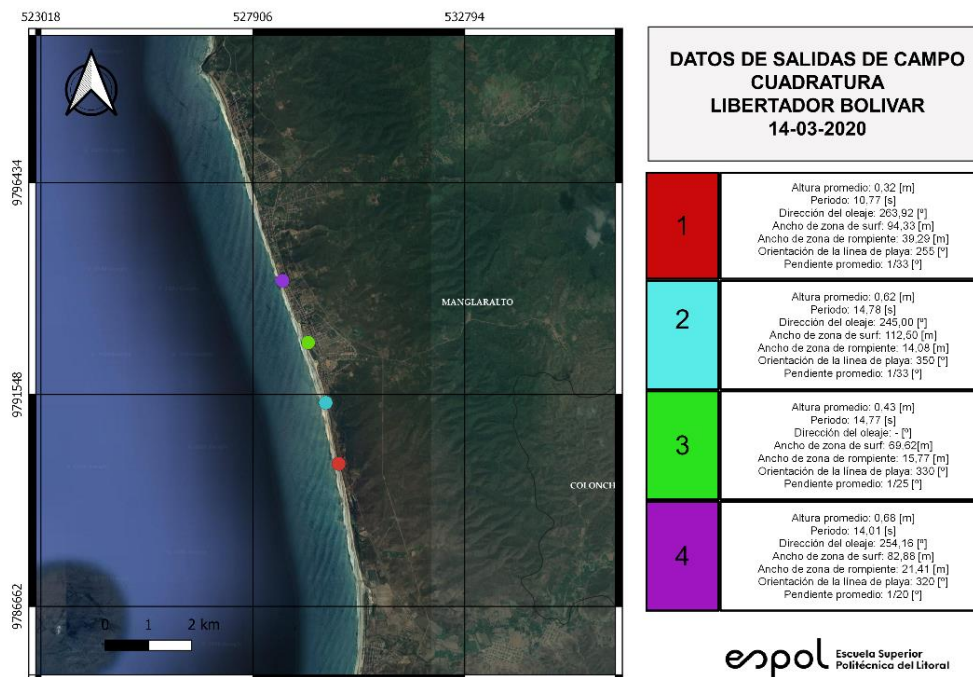 523018
527906
532794
9796434
9791548
9786662
MANGLARALTO
COLONCH
0 1 2 km
DATOS DE SALIDAS DE CAMPO
CUADRATURA
LIBERTADOR BOLIVAR
14-03-2020
1
Altura promedio: 0,32 [m]
Periodo: 10,77 [s]
Dirección del oleaje: 263,92 [º]
Ancho de zona de surf: 94,33 [m]
Ancho de zona de rompiente: 39,29 [m]
Orientación de la línea de playa: 255 [º]
Pendiente promedio: 1/33 [º]
2
Altura promedio: 0,62 [m]
Periodo: 14,78 [s]
Dirección del oleaje: 245,00 [º]
Ancho de zona de surf: 112,50 [m]
Ancho de zona de rompiente: 14,08 [m]
Orientación de la línea de playa: 350 [º]
Pendiente promedio: 1/33 [º]
3
Altura promedio: 0,43 [m]
Periodo: 14,77 [s]
Dirección del oleaje: - [º]
Ancho de zona de surf: 69,62[m]
Ancho de zona de rompiente: 15,77 [m]
Orientación de la línea de playa: 330 [º]
Pendiente promedio: 1/25 [º]
4
Altura promedio: 0,68 [m]
Periodo: 14,01 [s]
Dirección del oleaje: 254,16 [º]
Ancho de zona de surf: 82,88 [m]
Ancho de zona de rompiente: 21,41 [m]
Orientación de la línea de playa: 320 [º]
Pendiente promedio: 1/20 [º]
espol Escuela Superior
Politécnica del Litoral